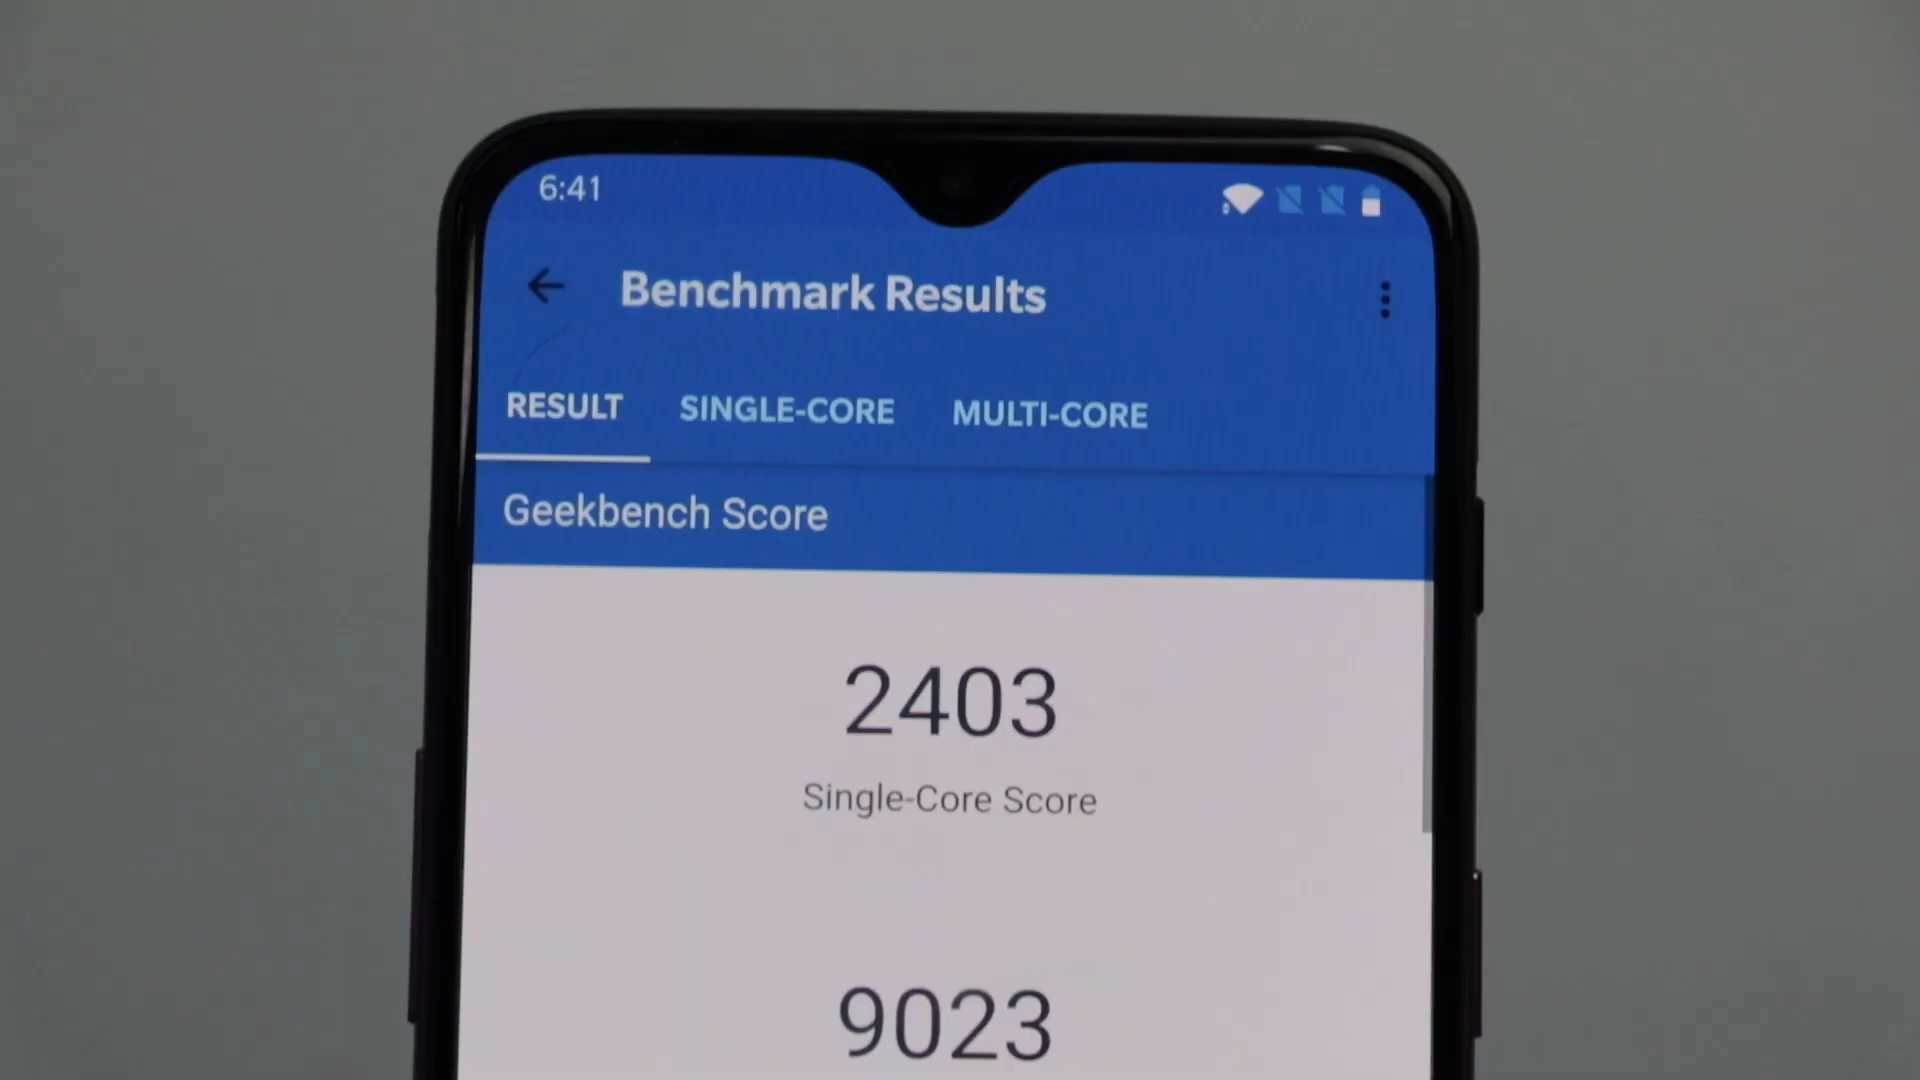 6:41
Benchmark Results
RESULT SINGLE-CORE MULTI-CORE
Geekbench Score
2403
Single-Core Score
9023